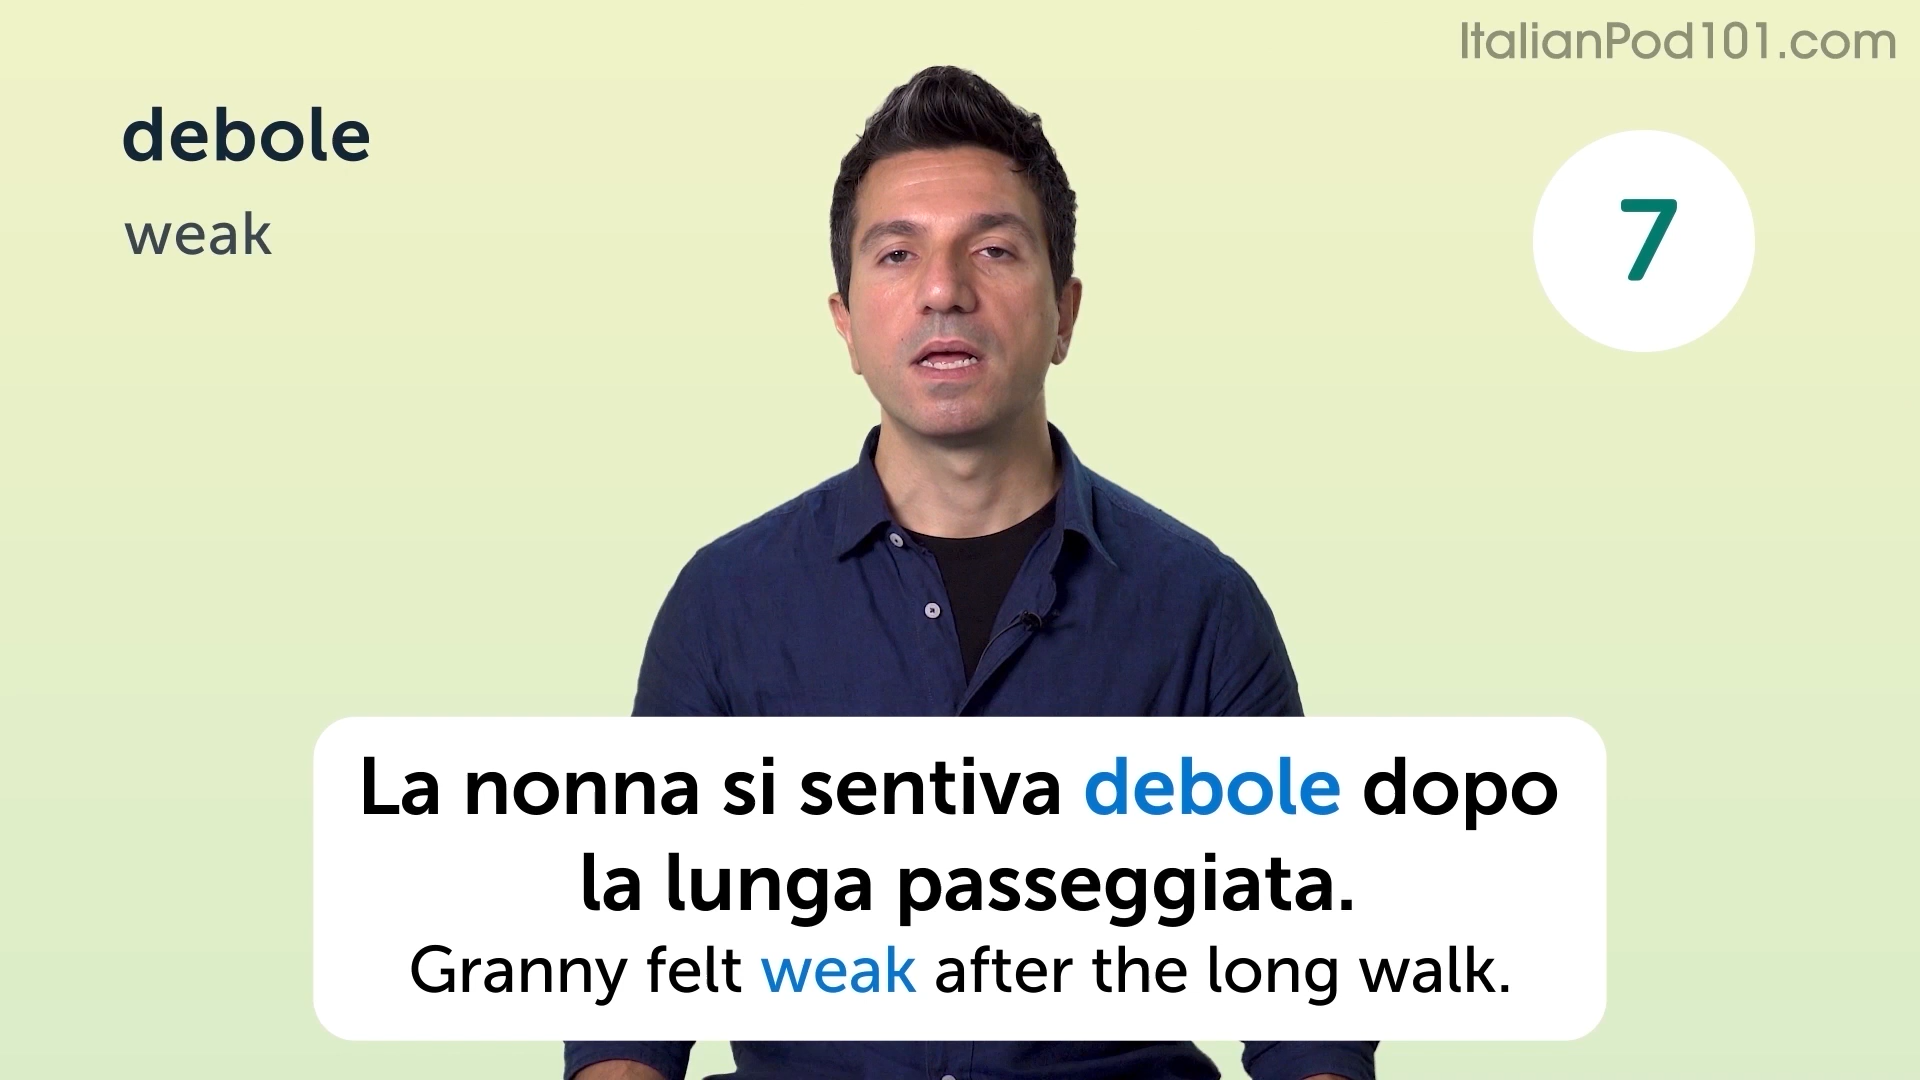 ItalianPod101.com
debole
weak
7
La nonna si sentiva debole dopo
la lunga passeggiata.
Granny felt weak after the long walk.